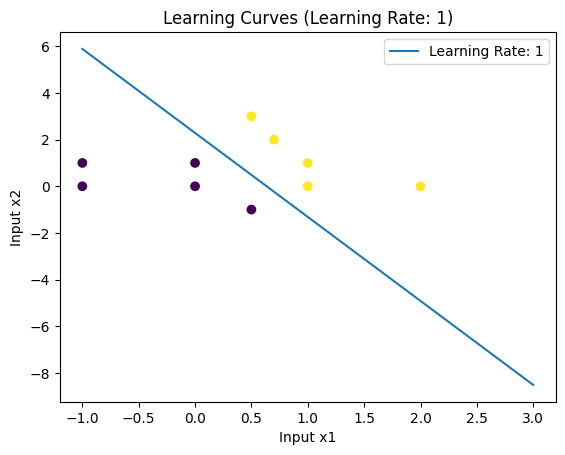 Learning Curves (Learning Rate: 1)
Learning Rate: 1
Input x2
6
4
2
0
−2
−4
−6
−8
−1.0 −0.5 0.0 0.5 1.0 1.5 2.0 2.5 3.0
Input x1